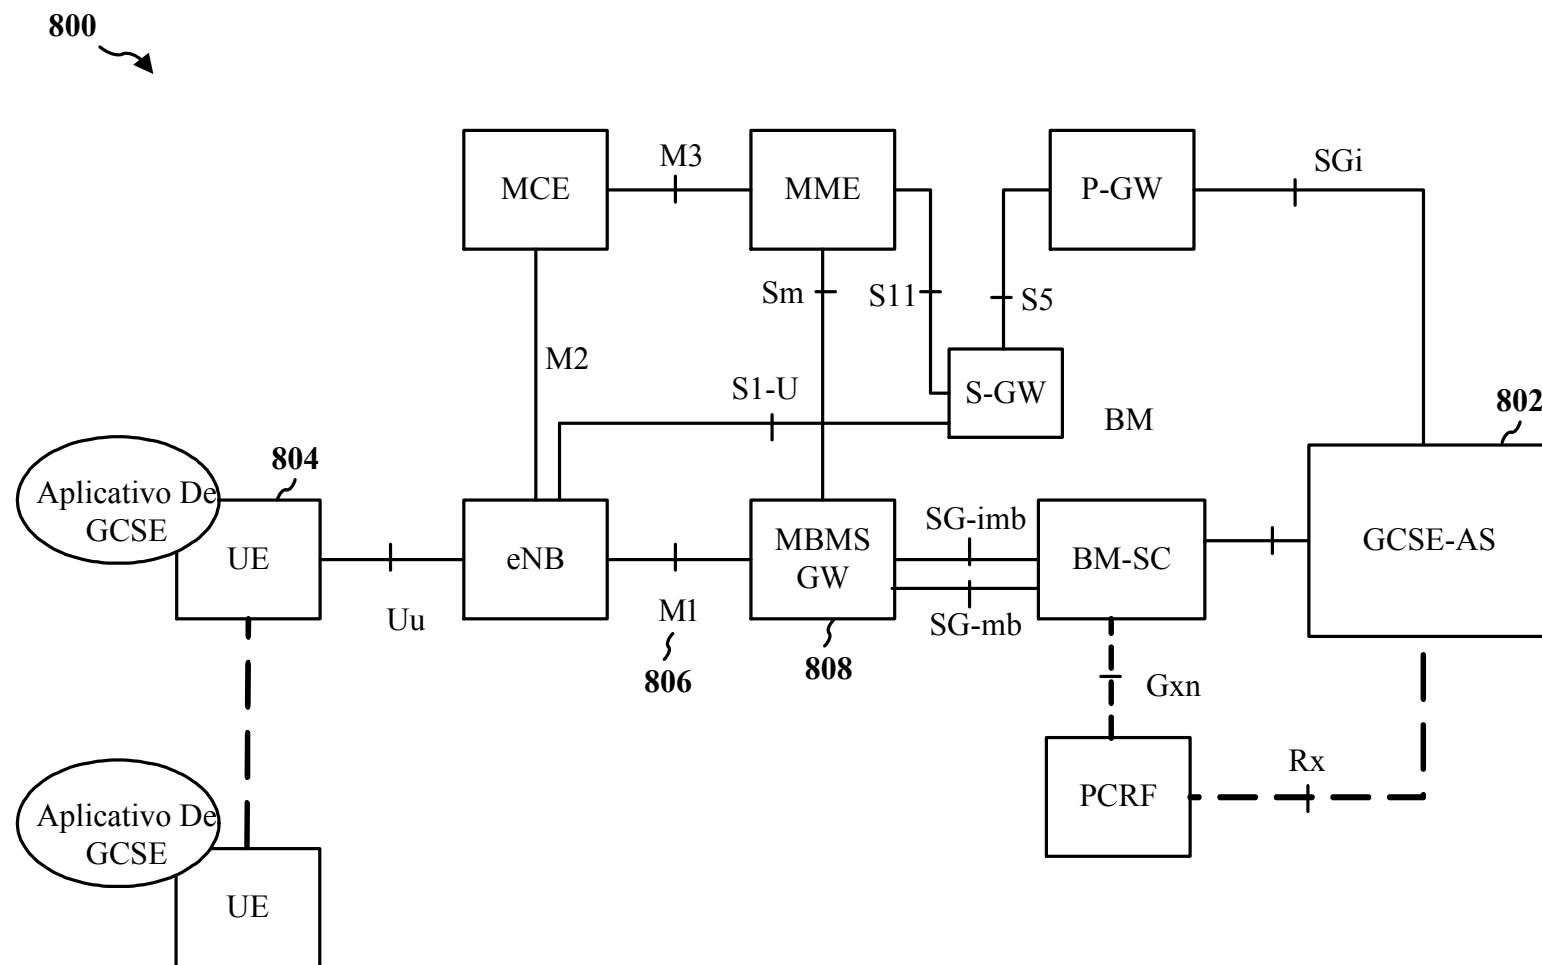 800
M3
SGi
MCE
MME
P-GW
Sm
S11
S5
M2
S1-U
S-GW
BM
802
804
Aplicativo De
GCSE
UE
eNB
MBMS
GW
SG-imb
BM-SC
GCSE-AS
Uu
M1
SG-mb
806
808
Gxn
Rx
PCRF
Aplicativo De
GCSE
UE